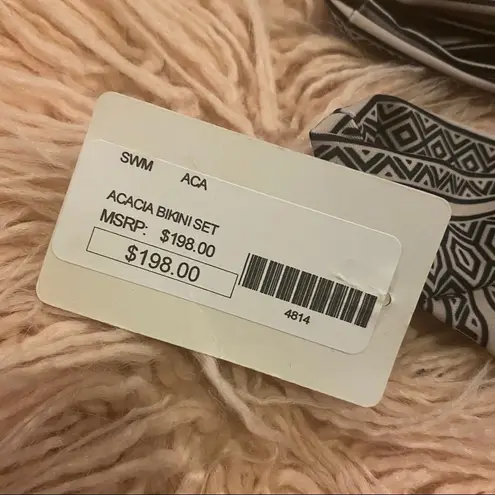 SWM ACA
ACACIA BIKINI SET
MSRP: $198.00
$198.00
4814